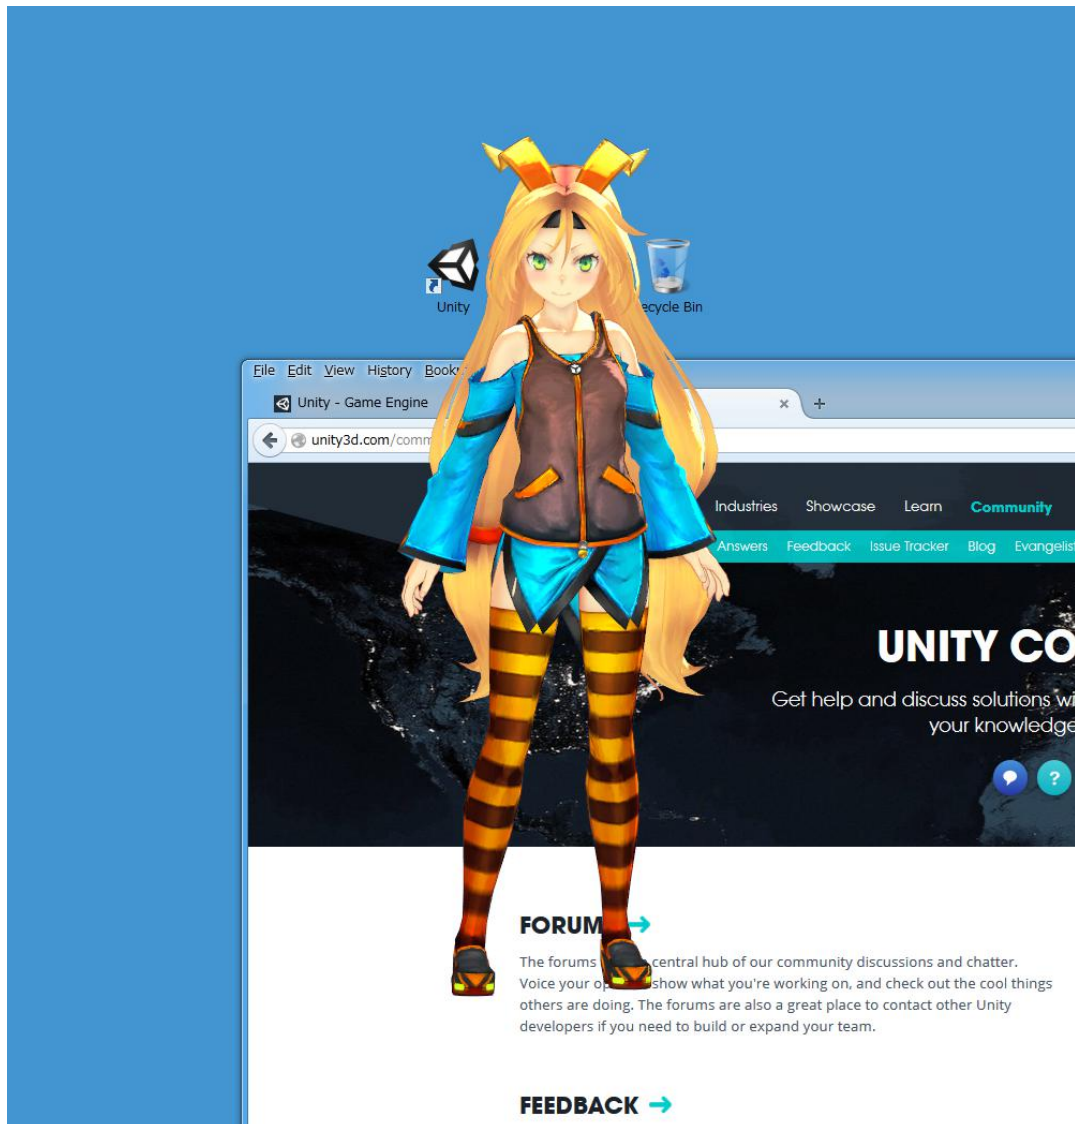 Unity
ecycle Bin
File Edit View History Book
Unity - Game Engine × +
unity3d.com/comm
Industries Showcase Learn Community
Answers Feedback Issue Tracker Blog Evangelist
UNITY CO
Get help and discuss solutions wi
your knowledge
?
FORUM →
The forums central hub of our community discussions and chatter.
Voice your op show what you're working on, and check out the cool things
others are doing. The forums are also a great place to contact other Unity
developers if you need to build or expand your team.
FEEDBACK →